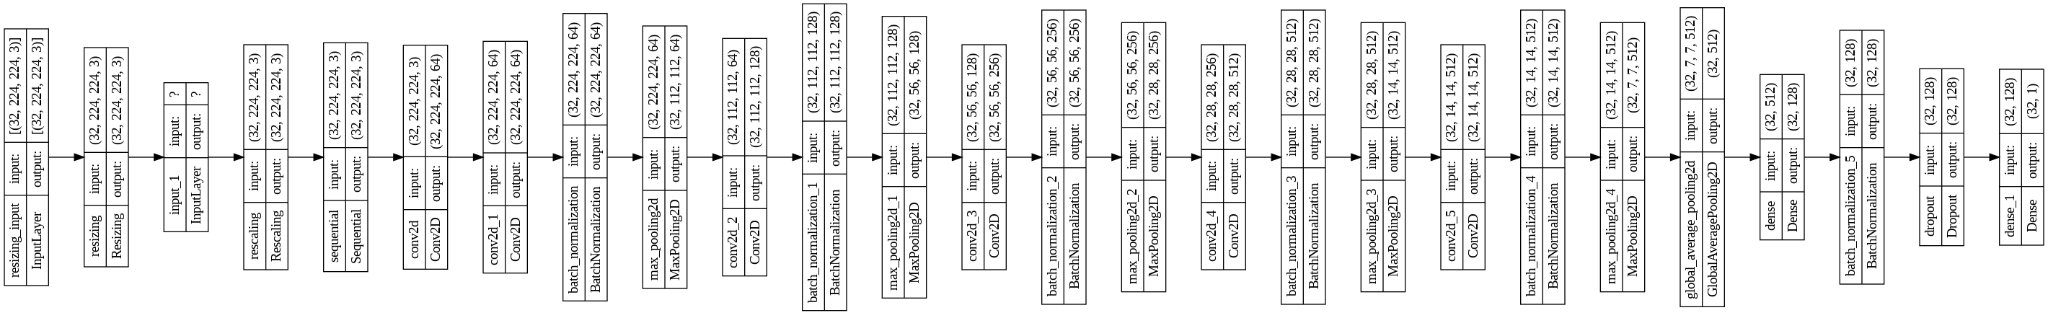 resizing_input input: [(32, 224, 224, 3)]
InputLayer output: [(32, 224, 224, 3)]
resizing input: (32, 224, 224, 3)
Resizing output: (32, 224, 224, 3)
input_1 input: ?
InputLayer output: ?
rescaling input: (32, 224, 224, 3)
Rescaling output: (32, 224, 224, 3)
sequential input: (32, 224, 224, 3)
Sequential output: (32, 224, 224, 3)
conv2d input: (32, 224, 224, 3)
Conv2D output: (32, 224, 224, 64)
conv2d_1 input: (32, 224, 224, 64)
Conv2D output: (32, 224, 224, 64)
batch_normalization input: (32, 224, 224, 64)
BatchNormalization output: (32, 224, 224, 64)
max_pooling2d input: (32, 224, 224, 64)
MaxPooling2D output: (32, 112, 112, 64)
conv2d_2 input: (32, 112, 112, 64)
Conv2D output: (32, 112, 112, 128)
batch_normalization_1 input: (32, 112, 112, 128)
BatchNormalization output: (32, 112, 112, 128)
max_pooling2d_1 input: (32, 112, 112, 128)
MaxPooling2D output: (32, 56, 56, 128)
conv2d_3 input: (32, 56, 56, 128)
Conv2D output: (32, 56, 56, 256)
batch_normalization_2 input: (32, 56, 56, 256)
BatchNormalization output: (32, 56, 56, 256)
max_pooling2d_2 input: (32, 56, 56, 256)
MaxPooling2D output: (32, 28, 28, 256)
conv2d_4 input: (32, 28, 28, 256)
Conv2D output: (32, 28, 28, 512)
batch_normalization_3 input: (32, 28, 28, 512)
BatchNormalization output: (32, 28, 28, 512)
max_pooling2d_3 input: (32, 28, 28, 512)
MaxPooling2D output: (32, 14, 14, 512)
conv2d_5 input: (32, 14, 14, 512)
Conv2D output: (32, 14, 14, 512)
batch_normalization_4 input: (32, 14, 14, 512)
BatchNormalization output: (32, 14, 14, 512)
max_pooling2d_4 input: (32, 14, 14, 512)
MaxPooling2D output: (32, 7, 7, 512)
global_average_pooling2d input: (32, 7, 7, 512)
GlobalAveragePooling2D output: (32, 512)
dense input: (32, 512)
Dense output: (32, 128)
batch_normalization_5 input: (32, 128)
BatchNormalization output: (32, 128)
dropout input: (32, 128)
Dropout output: (32, 128)
dense_1 input: (32, 128)
Dense output: (32, 1)